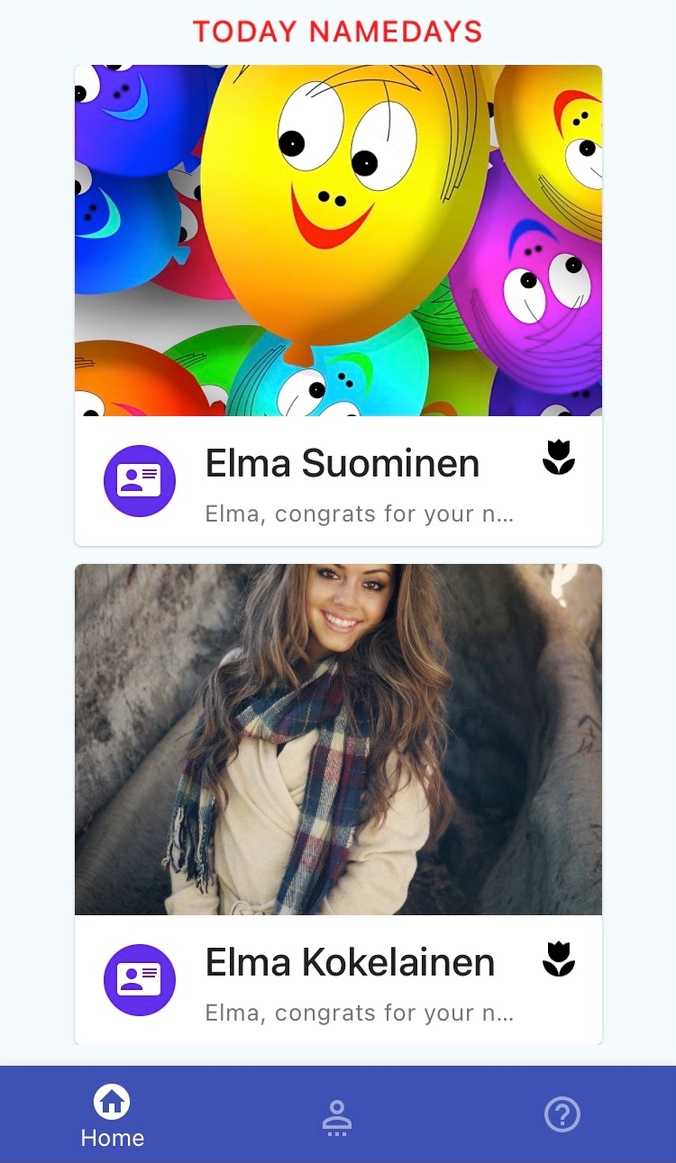 TODAY NAMEDAYS
Elma Suominen
Elma, congrats for your n...
Elma Kokelainen
Elma, congrats for your n...
Home